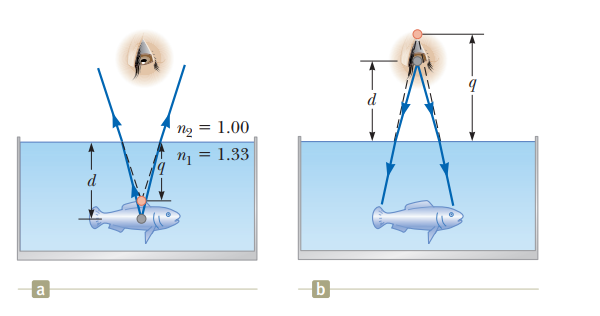 n₂ = 1.00
n₁ = 1.33
d
q
a
d
q
b